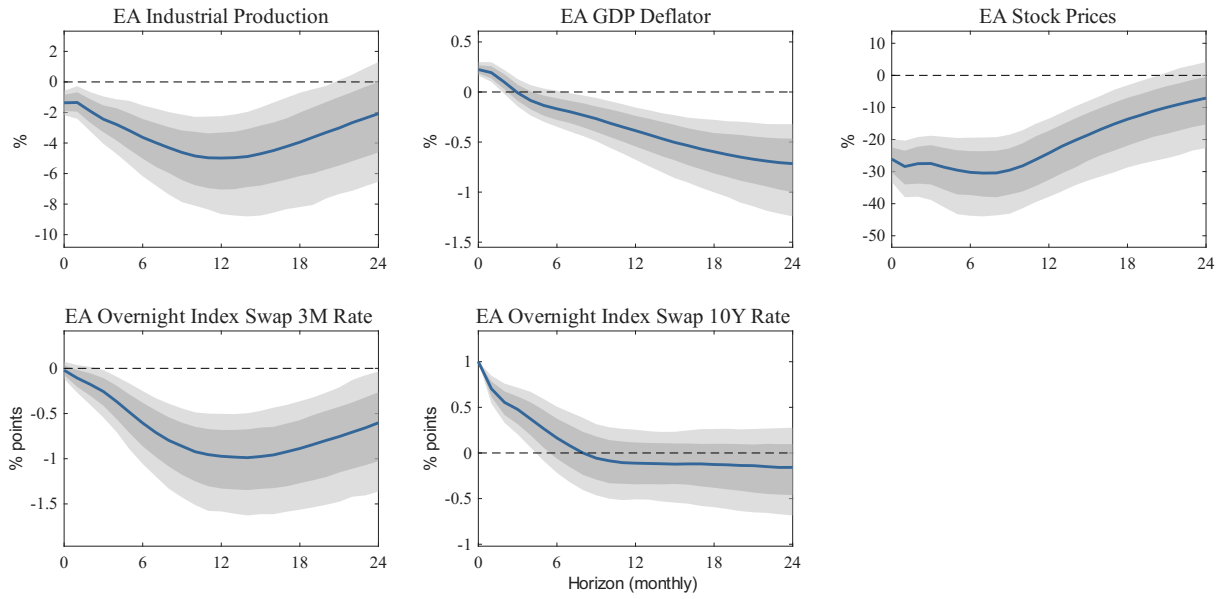 EA Industrial Production
%
2
0
-2
-4
-6
-8
-10
0 6 12 18 24
EA GDP Deflator
%
0.5
0
-0.5
-1
-1.5
0 6 12 18 24
EA Stock Prices
%
10
0
-10
-20
-30
-40
-50
0 6 12 18 24
EA Overnight Index Swap 3M Rate
% points
0
-0.5
-1
-1.5
0 6 12 18 24
EA Overnight Index Swap 10Y Rate
% points
1
0.5
0
-0.5
-1
0 6 12 18 24
Horizon (monthly)